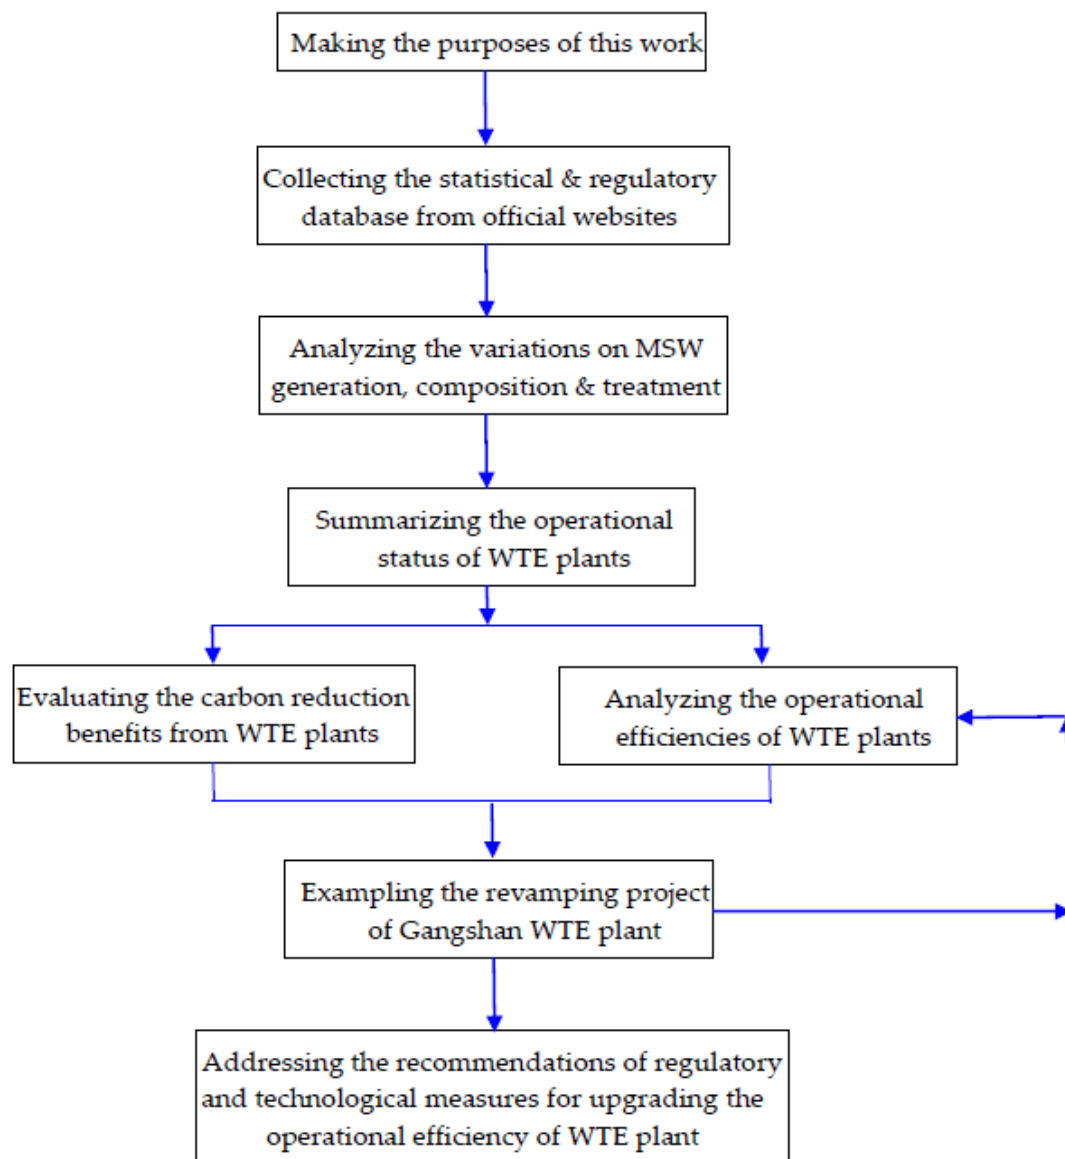 Making the purposes of this work
Collecting the statistical & regulatory
database from official websites
Analyzing the variations on MSW
generation, composition & treatment
Summarizing the operational
status of WTE plants
Evaluating the carbon reduction
benefits from WTE plants
Analyzing the operational
efficiencies of WTE plants
Exampling the revamping project
of Gangshan WTE plant
Addressing the recommendations of regulatory
and technological measures for upgrading the
operational efficiency of WTE plant